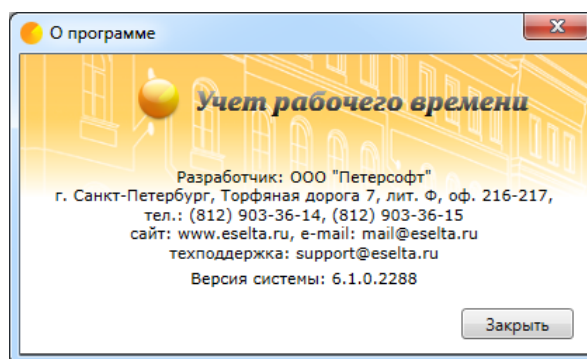 О программе
Учет рабочего времени
Разработчик: ООО "Петерсофт"
г. Санкт-Петербург, Торфяная дорога 7, лит. Ф, оф. 216-217,
тел.: (812) 903-36-14, (812) 903-36-15
сайт: www.eselta.ru, e-mail: mail@eselta.ru
техподдержка: support@eselta.ru
Версия системы: 6.1.0.2288
Закрыть